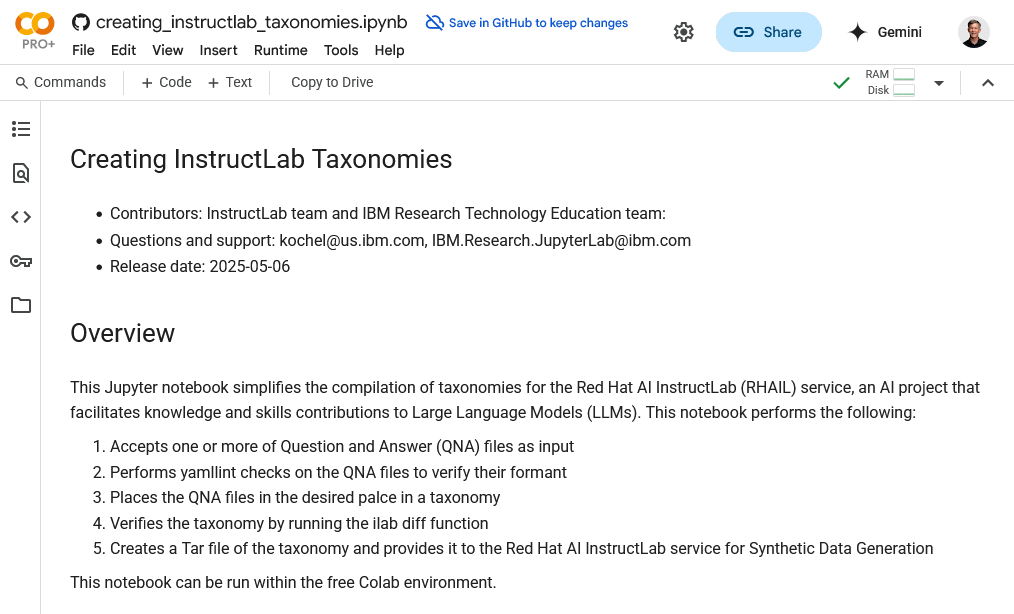 creating_instructlab_taxonomies.ipynb
Save in GitHub to keep changes
PRO+
File Edit View Insert Runtime Tools Help
Share
Gemini
Commands
+ Code + Text
Copy to Drive
RAM
Disk
Creating InstructLab Taxonomies
• Contributors: InstructLab team and IBM Research Technology Education team:
• Questions and support: kochel@us.ibm.com, IBM.Research.JupyterLab@ibm.com
• Release date: 2025-05-06
Overview
This Jupyter notebook simplifies the compilation of taxonomies for the Red Hat AI InstructLab (RHAIL) service, an AI project that
facilitates knowledge and skills contributions to Large Language Models (LLMs). This notebook performs the following:
1. Accepts one or more of Question and Answer (QNA) files as input
2. Performs yamllint checks on the QNA files to verify their formant
3. Places the QNA files in the desired palce in a taxonomy
4. Verifies the taxonomy by running the ilab diff function
5. Creates a Tar file of the taxonomy and provides it to the Red Hat AI InstructLab service for Synthetic Data Generation
This notebook can be run within the free Colab environment.